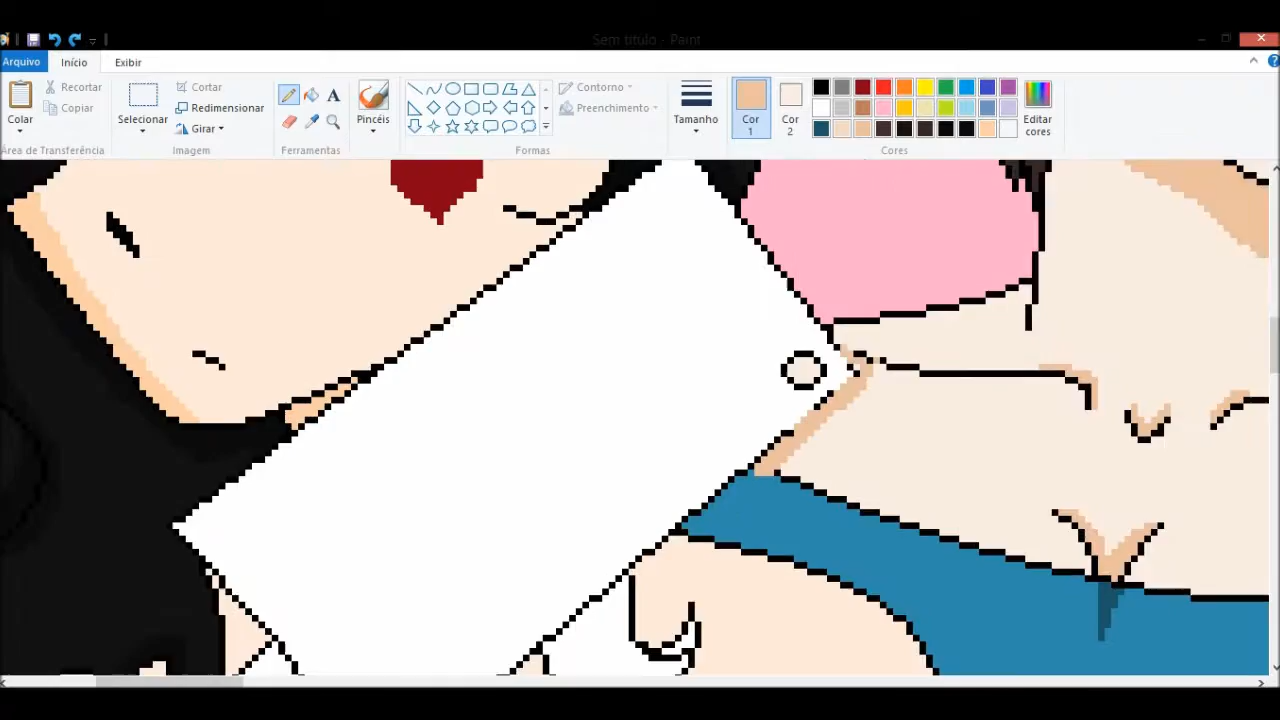 Sem título - Paint
Arquivo Início Exibir
Colar
Recortar
Copiar
Área de Transferência
Selecionar
Cortar
Redimensionar
Girar
Imagem
A
Ferramentas
Pincéis
Contorno
Preenchimento
Formas
Tamanho
Cor
1
Cor
2
Editar
cores
Cores